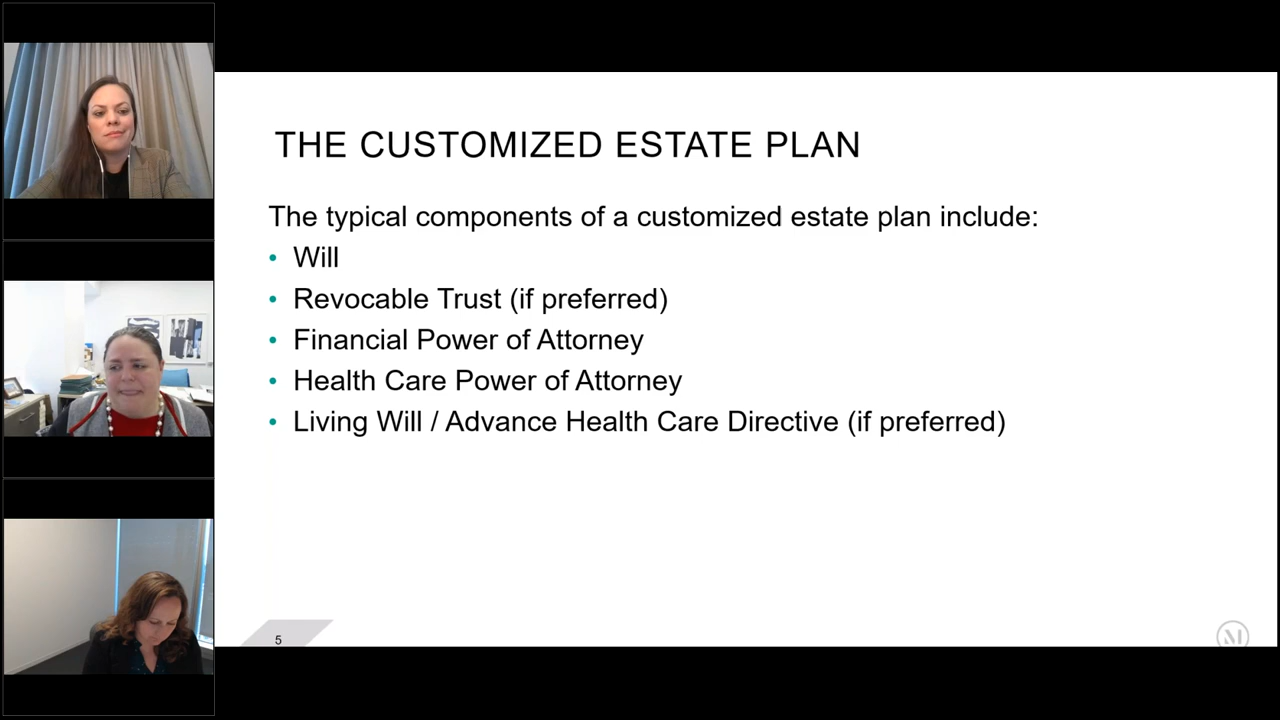 THE CUSTOMIZED ESTATE PLAN
The typical components of a customized estate plan include:
• Will
• Revocable Trust (if preferred)
• Financial Power of Attorney
• Health Care Power of Attorney
• Living Will / Advance Health Care Directive (if preferred)
5
M